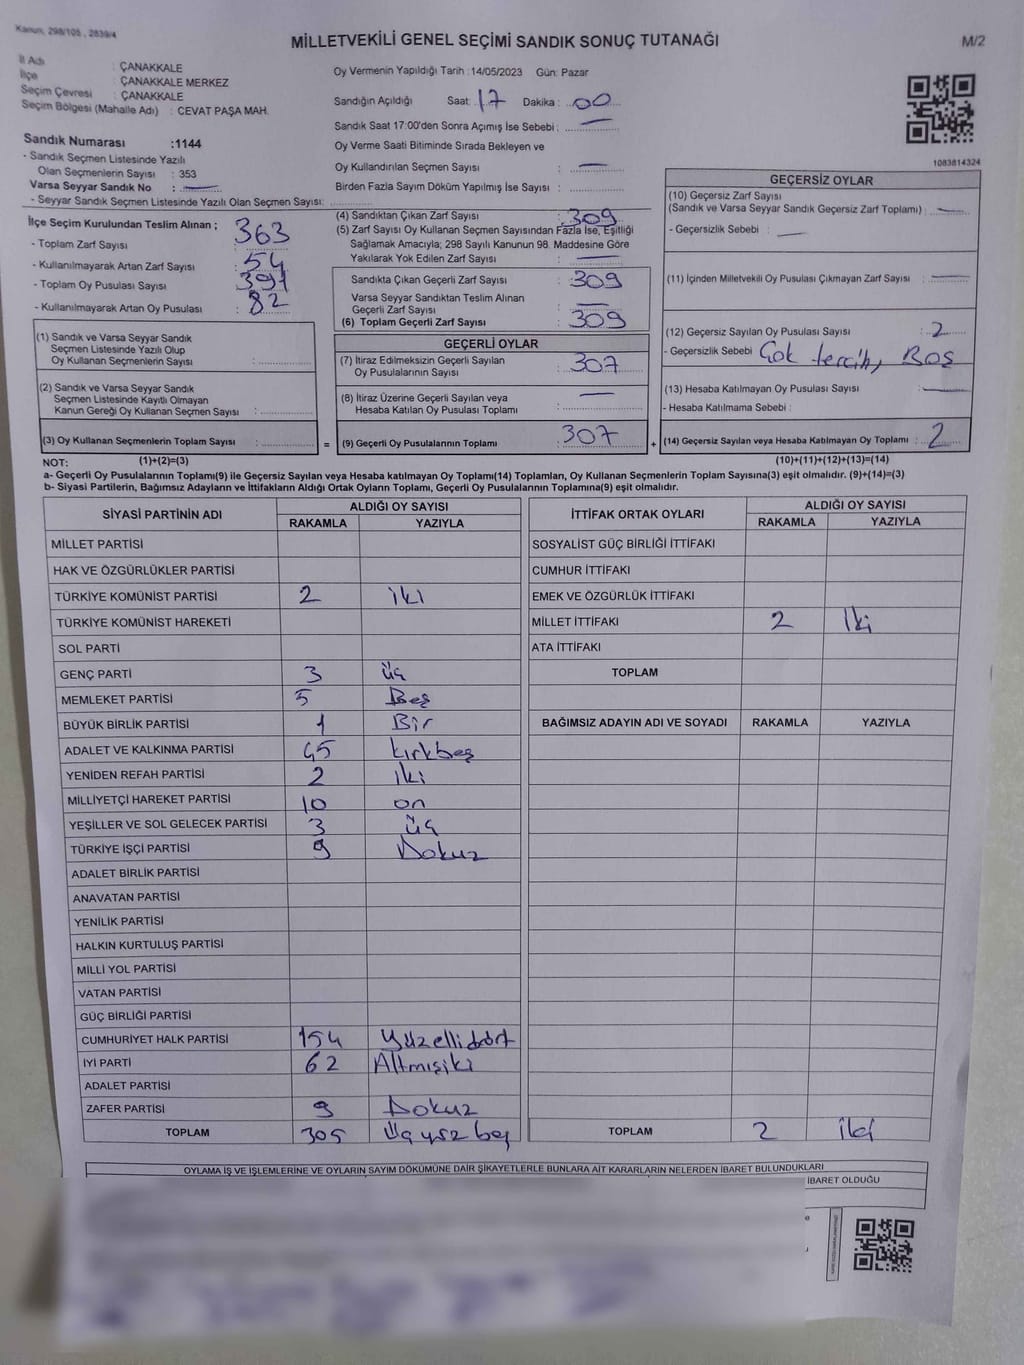 Kanun, 298/105 , 2839/4
MİLLETVEKİLİ GENEL SEÇİMİ SANDIK SONUÇ TUTANAĞI
M/2
İl Adı : ÇANAKKALE
İlçe : ÇANAKKALE MERKEZ
Seçim Çevresi : ÇANAKKALE
Seçim Bölgesi (Mahalle Adı) : CEVAT PAŞA MAH.
Oy Vermenin Yapıldığı Tarih : 14/05/2023 Gün: Pazar
Sandığın Açıldığı Saat: 17 Dakika : 00
Sandık Saat 17:00'den Sonra Açımış İse Sebebi : —
Oy Verme Saati Bitiminde Sırada Bekleyen ve
Oy Kullandırılan Seçmen Sayısı : —
Birden Fazla Sayım Döküm Yapılmış İse Sayısı :
1083814324
Sandık Numarası : 1144
- Sandık Seçmen Listesinde Yazılı
Olan Seçmenlerin Sayısı : 353
Varsa Seyyar Sandık No : —
- Seyyar Sandık Seçmen Listesinde Yazılı Olan Seçmen Sayısı:
İlçe Seçim Kurulundan Teslim Alınan ;
- Toplam Zarf Sayısı : 363
- Kullanılmayarak Artan Zarf Sayısı : 54
- Toplam Oy Pusulası Sayısı : 391
- Kullanılmayarak Artan Oy Pusulası : 82
(1) Sandık ve Varsa Seyyar Sandık
Seçmen Listesinde Yazılı Olup
Oy Kullanan Seçmenlerin Sayısı :
(2) Sandık ve Varsa Seyyar Sandık
Seçmen Listesinde Kayıtlı Olmayan
Kanun Gereği Oy Kullanan Seçmen Sayısı :
(3) Oy Kullanan Seçmenlerin Toplam Sayısı :
(4) Sandıktan Çıkan Zarf Sayısı : 309
(5) Zarf Sayısı Oy Kullanan Seçmen Sayısından Fazla İse, Eşitliği
Sağlamak Amacıyla; 298 Sayılı Kanunun 98. Maddesine Göre
Yakılarak Yok Edilen Zarf Sayısı : —
Sandıkta Çıkan Geçerli Zarf Sayısı : 309
Varsa Seyyar Sandıktan Teslim Alınan
Geçerli Zarf Sayısı : —
(6) Toplam Geçerli Zarf Sayısı : 309
GEÇERLİ OYLAR
(7) İtiraz Edilmeksizin Geçerli Sayılan
Oy Pusulalarının Sayısı : 307
(8) İtiraz Üzerine Geçerli Sayılan veya
Hesaba Katılan Oy Pusulası Toplamı : —
= (9) Geçerli Oy Pusulalarının Toplamı : 307 +
GEÇERSİZ OYLAR
(10) Geçersiz Zarf Sayısı
(Sandık ve Varsa Seyyar Sandık Geçersiz Zarf Toplamı) : —
- Geçersizlik Sebebi : —
(11) İçinden Milletvekili Oy Pusulası Çıkmayan Zarf Sayısı : —
(12) Geçersiz Sayılan Oy Pusulası Sayısı : 2
- Geçersizlik Sebebi : Çok tercih, Boş
(13) Hesaba Katılmayan Oy Pusulası Sayısı : —
- Hesaba Katılmama Sebebi :
(14) Geçersiz Sayılan veya Hesaba Katılmayan Oy Toplamı : 2
NOT: (1)+(2)=(3) (10)+(11)+(12)+(13)=(14)
a- Geçerli Oy Pusulalarının Toplamı(9) ile Geçersiz Sayılan veya Hesaba katılmayan Oy Toplamı(14) Toplamları, Oy Kullanan Seçmenlerin Toplam Sayısına(3) eşit olmalıdır. (9)+(14)=(3)
b- Siyasi Partilerin, Bağımsız Adayların ve İttifakların Aldığı Ortak Oyların Toplamı, Geçerli Oy Pusulalarının Toplamına(9) eşit olmalıdır.
SİYASİ PARTİNİN ADI ALDIĞI OY SAYISI
RAKAMLA YAZIYLA
MİLLET PARTİSİ
HAK VE ÖZGÜRLÜKLER PARTİSİ
TÜRKİYE KOMÜNİST PARTİSİ 2 iki
TÜRKİYE KOMÜNİST HAREKETİ
SOL PARTİ
GENÇ PARTİ 3 üç
MEMLEKET PARTİSİ 5 Beş
BÜYÜK BİRLİK PARTİSİ 1 Bir
ADALET VE KALKINMA PARTİSİ 45 kırkbeş
YENİDEN REFAH PARTİSİ 2 iki
MİLLİYETÇİ HAREKET PARTİSİ 10 on
YEŞİLLER VE SOL GELECEK PARTİSİ 3 üç
TÜRKİYE İŞÇİ PARTİSİ 9 Dokuz
ADALET BİRLİK PARTİSİ
ANAVATAN PARTİSİ
YENİLİK PARTİSİ
HALKIN KURTULUŞ PARTİSİ
MİLLİ YOL PARTİSİ
VATAN PARTİSİ
GÜÇ BİRLİĞİ PARTİSİ
CUMHURİYET HALK PARTİSİ 154 Yüzellidört
İYİ PARTİ 62 Altmışiki
ADALET PARTİSİ
ZAFER PARTİSİ 9 Dokuz
TOPLAM 305 Üçyüz beş
İTTİFAK ORTAK OYLARI ALDIĞI OY SAYISI
RAKAMLA YAZIYLA
SOSYALİST GÜÇ BİRLİĞİ İTTİFAKI
CUMHUR İTTİFAKI
EMEK VE ÖZGÜRLÜK İTTİFAKI
MİLLET İTTİFAKI 2 İki
ATA İTTİFAKI
TOPLAM
BAĞIMSIZ ADAYIN ADI VE SOYADI RAKAMLA YAZIYLA
TOPLAM 2 iki
OYLAMA İŞ VE İŞLEMLERİNE VE OYLARIN SAYIM DÖKÜMÜNE DAİR ŞİKAYETLERLE BUNLARA AİT KARARLARIN NELERDEN İBARET BULUNDUKLARI
İBARET OLDUĞU